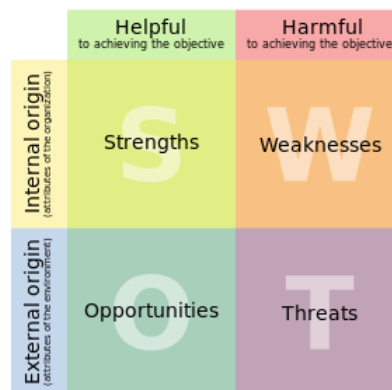 Helpful
to achieving the objective
Harmful
to achieving the objective
Internal origin
(attributes of the organization)
S
Strengths
W
Weaknesses
External origin
(attributes of the environment)
O
Opportunities
T
Threats